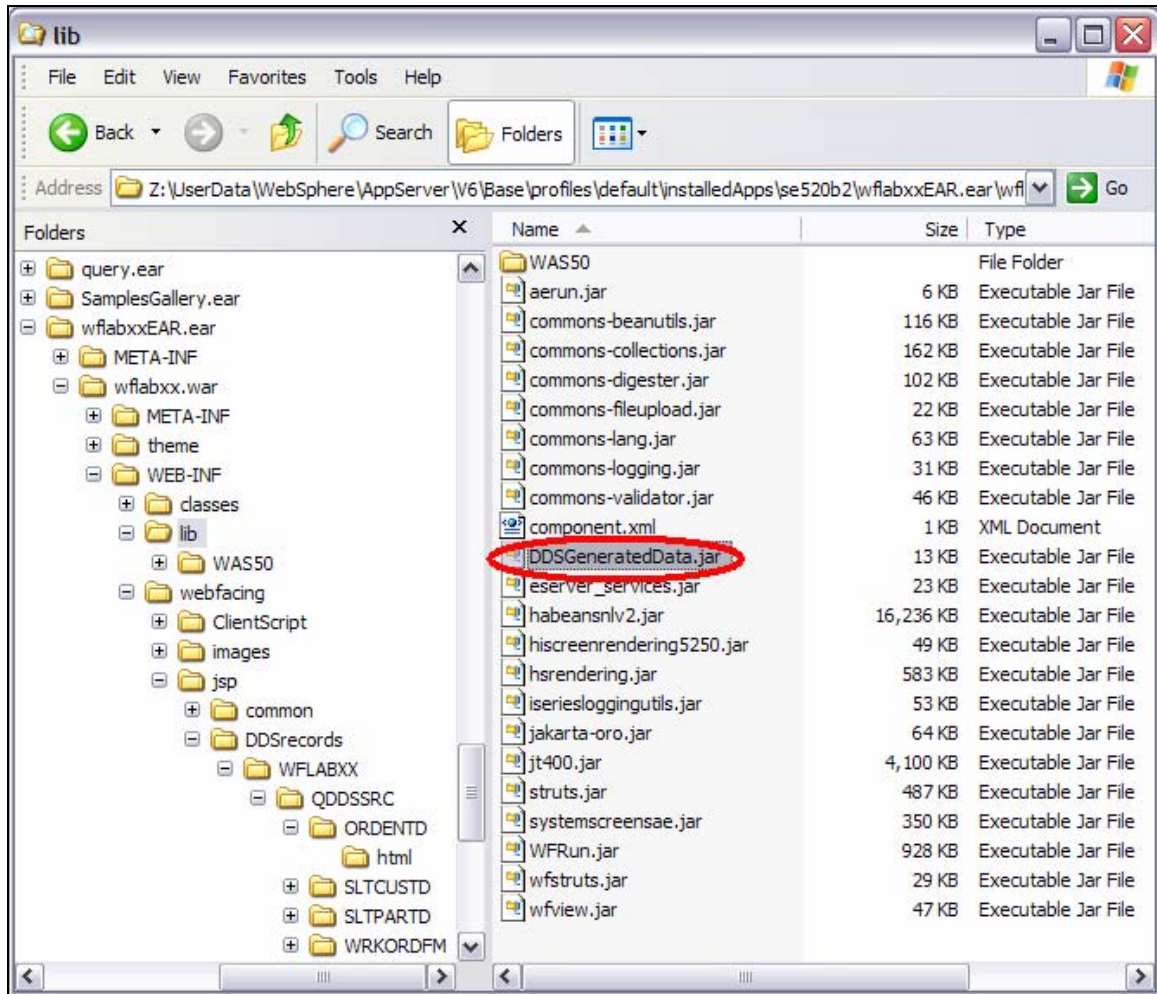 lib
File Edit View Favorites Tools Help
Back Search Folders
Address Z:\UserData\WebSphere\AppServer\V6\Base\profiles\default\installedApps\se520b2\wflabxxEAR.ear\wfl Go
Folders x
query.ear
SamplesGallery.ear
wflabxxEAR.ear
META-INF
wflabxx.war
META-INF
theme
WEB-INF
classes
lib
WAS50
webfacing
ClientScript
images
jsp
common
DDSrecords
WFLABXX
QDDSSRC
ORDENTD
html
SLTCUSTD
SLTPARTD
WRKORDFM
Name Size Type
WAS50 File Folder
aerun.jar 6 KB Executable Jar File
commons-beanutils.jar 116 KB Executable Jar File
commons-collections.jar 162 KB Executable Jar File
commons-digester.jar 102 KB Executable Jar File
commons-fileupload.jar 22 KB Executable Jar File
commons-lang.jar 63 KB Executable Jar File
commons-logging.jar 31 KB Executable Jar File
commons-validator.jar 46 KB Executable Jar File
component.xml 1 KB XML Document
DDSGeneratedData.jar 13 KB Executable Jar File
eserver_services.jar 23 KB Executable Jar File
habeansnlv2.jar 16,236 KB Executable Jar File
hiscreenrendering5250.jar 49 KB Executable Jar File
hsrendering.jar 583 KB Executable Jar File
iseriesloggingutils.jar 53 KB Executable Jar File
jakarta-oro.jar 64 KB Executable Jar File
jt400.jar 4,100 KB Executable Jar File
struts.jar 487 KB Executable Jar File
systemscreensae.jar 350 KB Executable Jar File
WFRun.jar 928 KB Executable Jar File
wfstruts.jar 29 KB Executable Jar File
wfview.jar 47 KB Executable Jar File